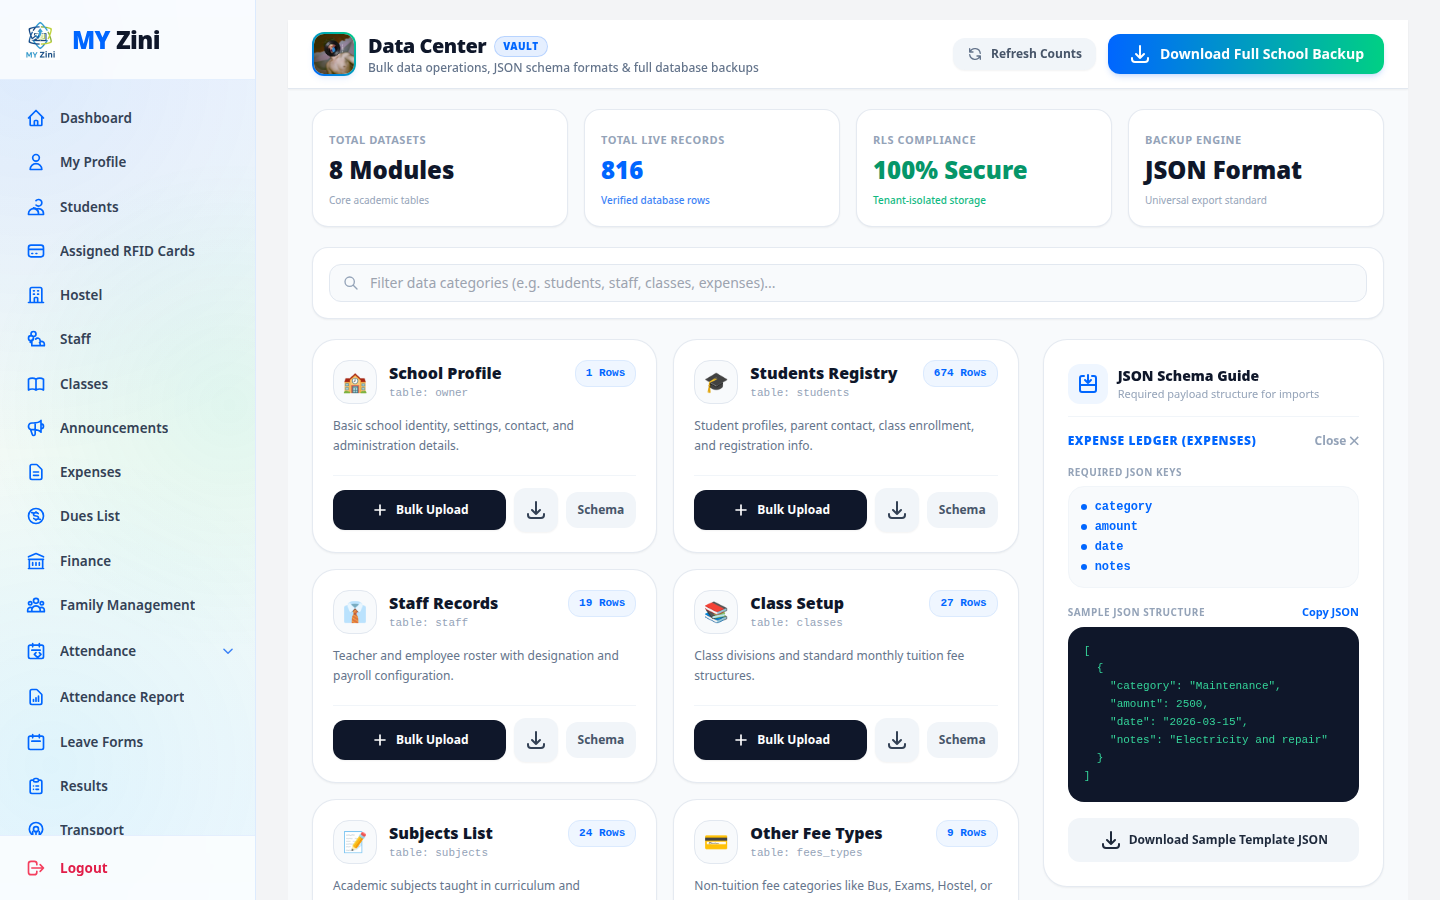 MY Zini
MY Zini
Dashboard
My Profile
Students
Assigned RFID Cards
Hostel
Staff
Classes
Announcements
Expenses
Dues List
Finance
Family Management
Attendance
Attendance Report
Leave Forms
Results
Transport
Logout
Data Center VAULT
Bulk data operations, JSON schema formats & full database backups
Refresh Counts
Download Full School Backup
TOTAL DATASETS
8 Modules
Core academic tables
TOTAL LIVE RECORDS
816
Verified database rows
RLS COMPLIANCE
100% Secure
Tenant-isolated storage
BACKUP ENGINE
JSON Format
Universal export standard
Filter data categories (e.g. students, staff, classes, expenses)...
School Profile
1 Rows
table: owner
Basic school identity, settings, contact, and
administration details.
Bulk Upload
Schema
Students Registry
674 Rows
table: students
Student profiles, parent contact, class enrollment,
and registration info.
Bulk Upload
Schema
Staff Records
19 Rows
table: staff
Teacher and employee roster with designation and
payroll configuration.
Bulk Upload
Schema
Class Setup
27 Rows
table: classes
Class divisions and standard monthly tuition fee
structures.
Bulk Upload
Schema
Subjects List
24 Rows
table: subjects
Academic subjects taught in curriculum and
Other Fee Types
9 Rows
table: fees_types
Non-tuition fee categories like Bus, Exams, Hostel, or
JSON Schema Guide
Required payload structure for imports
EXPENSE LEDGER (EXPENSES)
Close ✕
REQUIRED JSON KEYS
category
amount
date
notes
SAMPLE JSON STRUCTURE
Copy JSON
[
{
"category": "Maintenance",
"amount": 2500,
"date": "2026-03-15",
"notes": "Electricity and repair"
}
]
Download Sample Template JSON